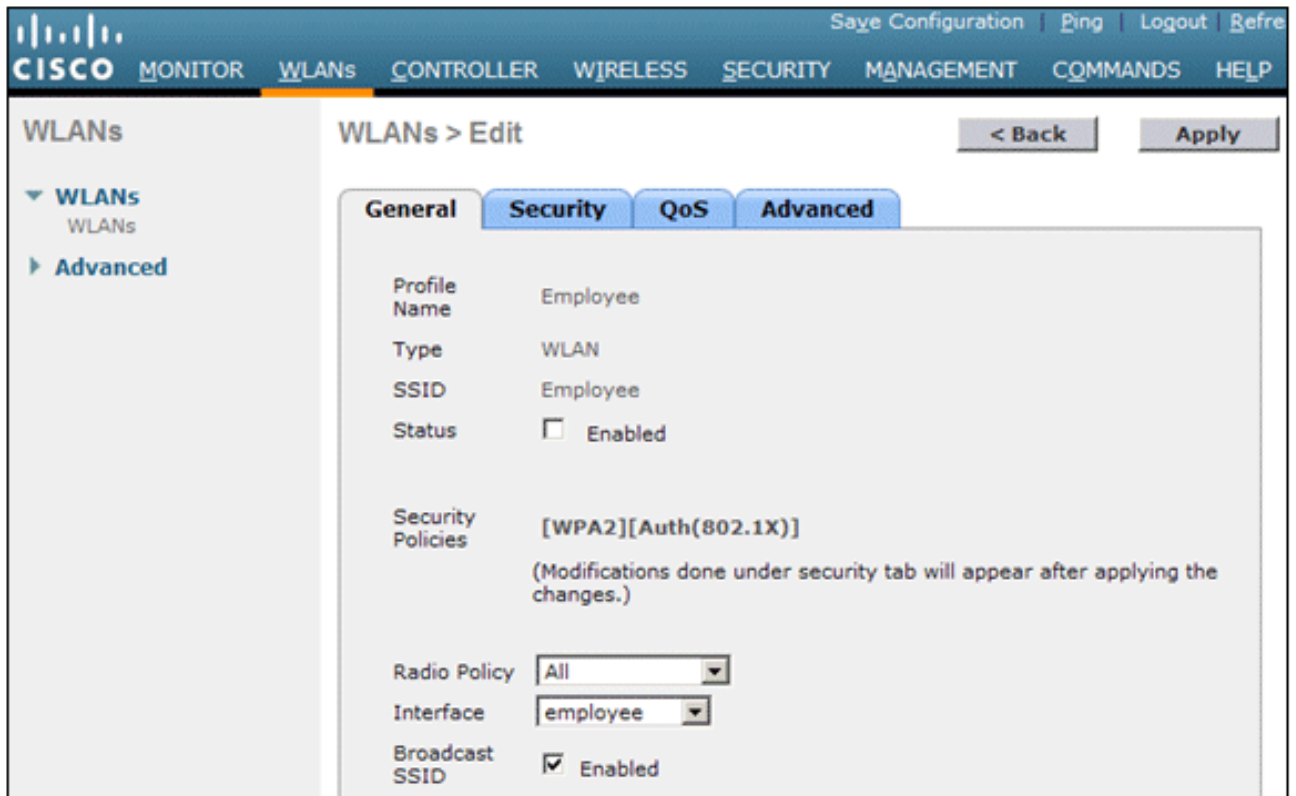 Save Configuration | Ping | Logout | Refre
CISCO MONITOR WLANs CONTROLLER WIRELESS SECURITY MANAGEMENT COMMANDS HELP
WLANs
WLANs > Edit
< Back
Apply
WLANs
WLANs
Advanced
General Security QoS Advanced
Profile Name Employee
Type WLAN
SSID Employee
Status Enabled
Security Policies [WPA2][Auth(802.1X)]
(Modifications done under security tab will appear after applying the
changes.)
Radio Policy All
Interface employee
Broadcast SSID Enabled